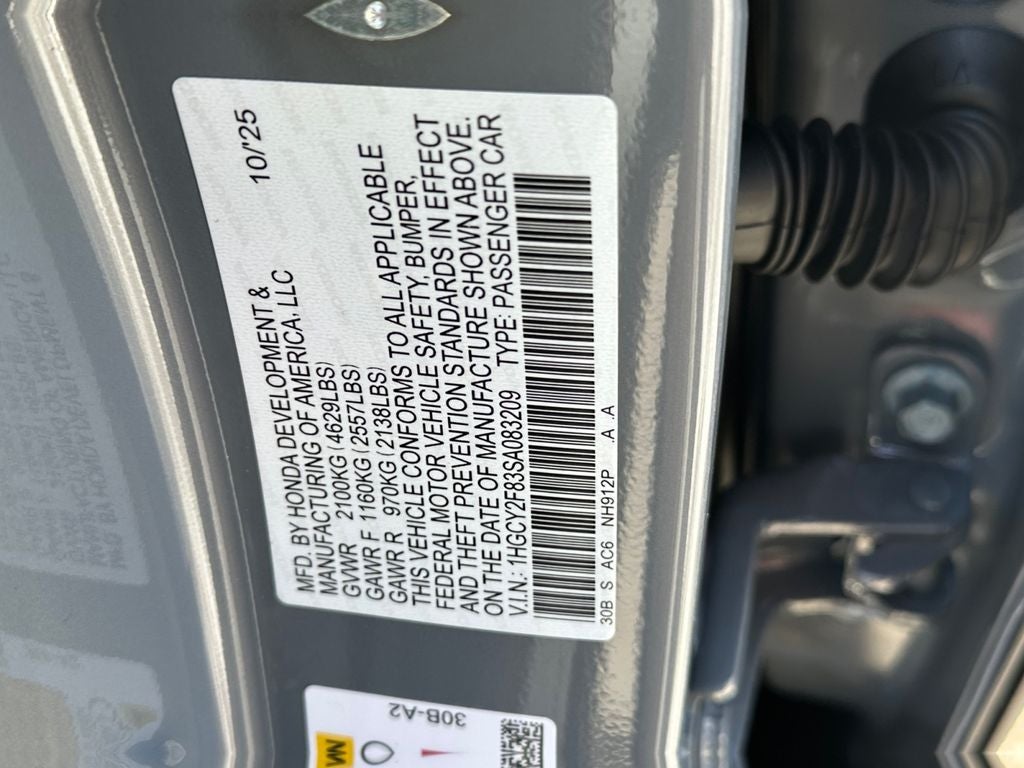 MFD. BY HONDA DEVELOPMENT & 10/'25
MANUFACTURING OF AMERICA, LLC
GVWR 2100KG (4629LBS)
GAWR F 1160KG (2557LBS)
GAWR R 970KG (2138LBS)
THIS VEHICLE CONFORMS TO ALL APPLICABLE
FEDERAL MOTOR VEHICLE SAFETY, BUMPER,
AND THEFT PREVENTION STANDARDS IN EFFECT
ON THE DATE OF MANUFACTURE SHOWN ABOVE.
V.I.N.: 1HGCY2F83SA083209 TYPE: PASSENGER CAR
30B S AC6 NH912P A A
30B-A2